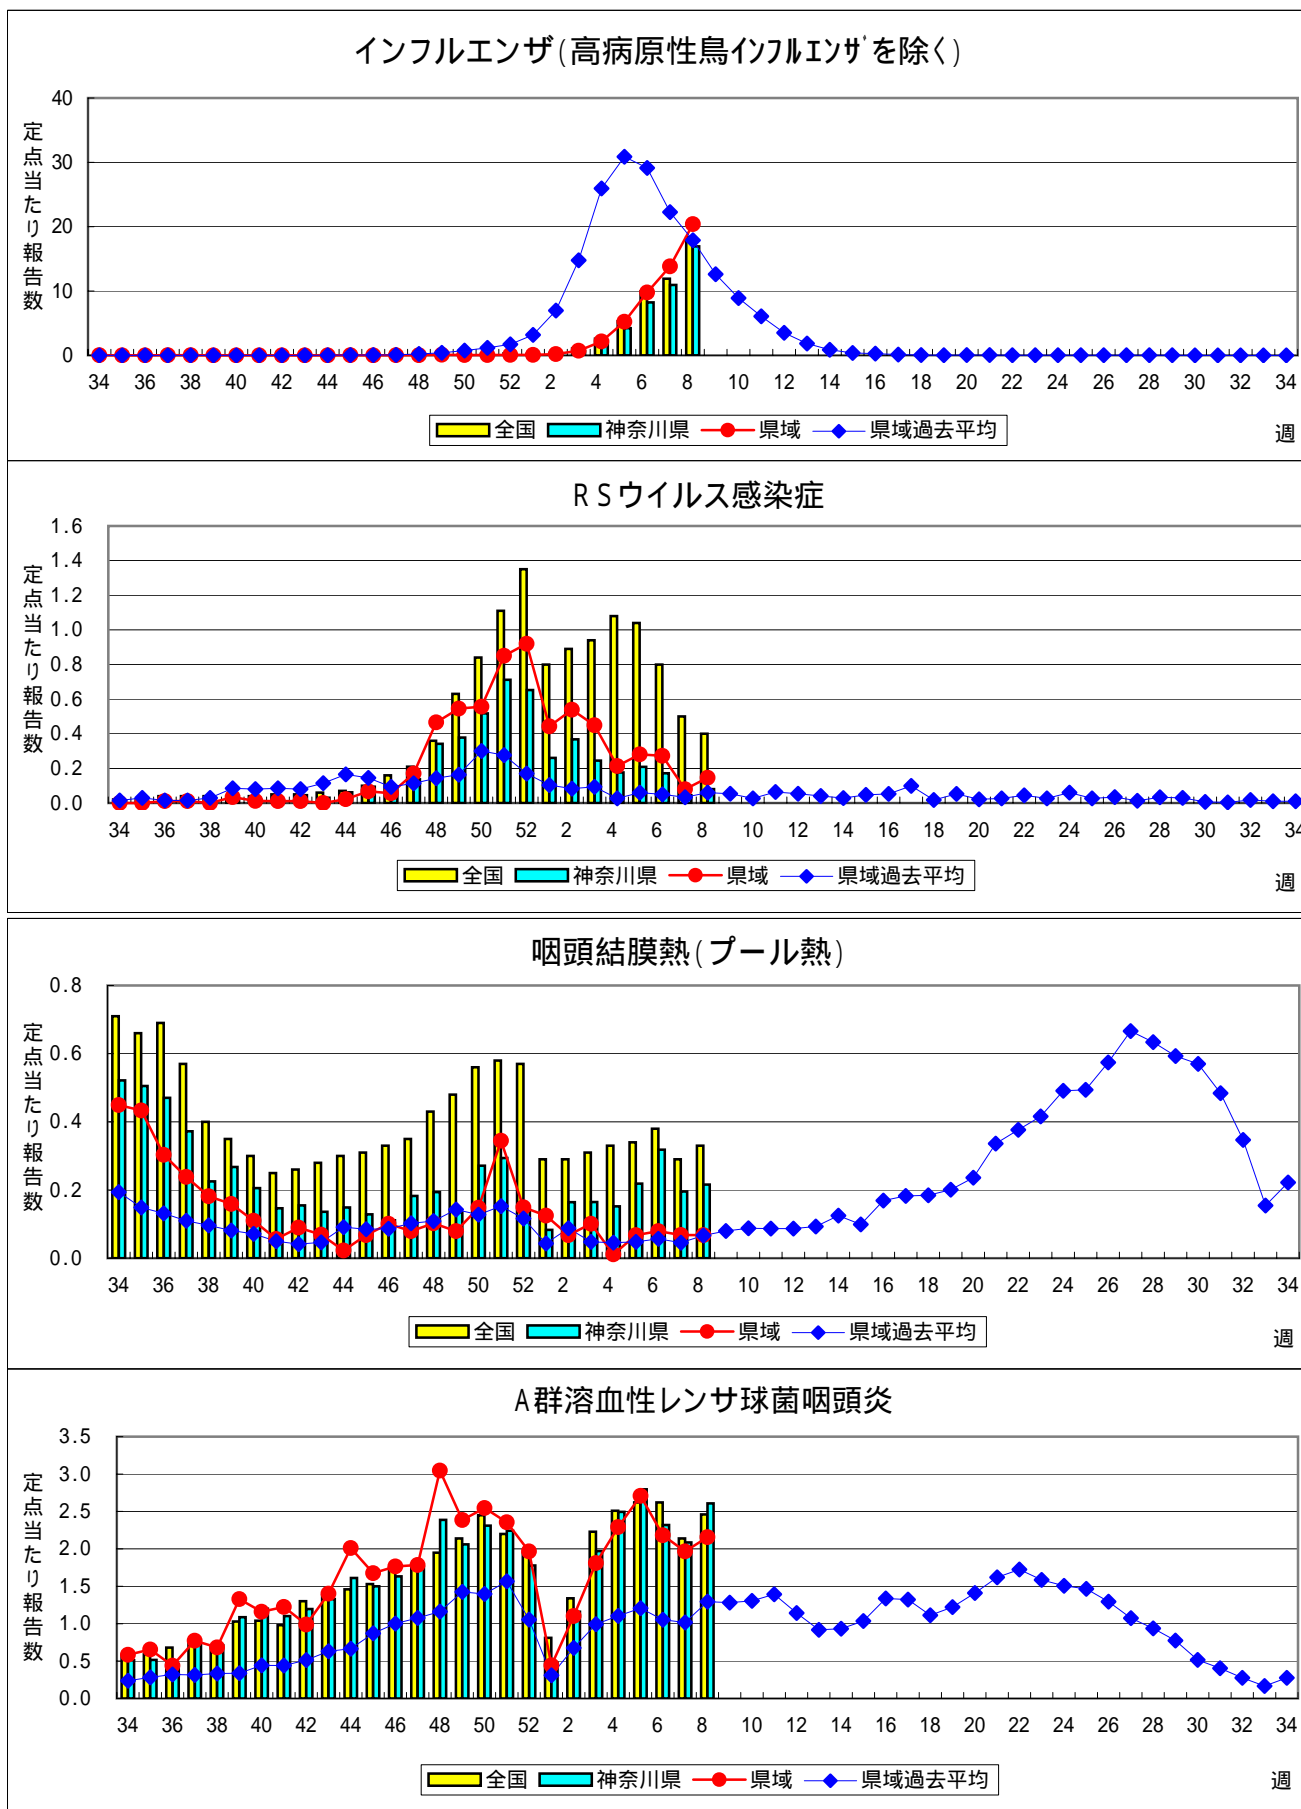 インフルエンザ(高病原性鳥ｲﾝﾌﾙｴﾝｻﾞを除く)
定点当たり報告数
40
30
20
10
0
34 36 38 40 42 44 46 48 50 52 2 4 6 8 10 12 14 16 18 20 22 24 26 28 30 32 34
全国 神奈川県 県域 県域過去平均
週
RSウイルス感染症
定点当たり報告数
1.6
1.4
1.2
1.0
0.8
0.6
0.4
0.2
0.0
34 36 38 40 42 44 46 48 50 52 2 4 6 8 10 12 14 16 18 20 22 24 26 28 30 32 34
全国 神奈川県 県域 県域過去平均
週
咽頭結膜熱(プール熱)
定点当たり報告数
0.8
0.6
0.4
0.2
0.0
34 36 38 40 42 44 46 48 50 52 2 4 6 8 10 12 14 16 18 20 22 24 26 28 30 32 34
全国 神奈川県 県域 県域過去平均
週
A群溶血性レンサ球菌咽頭炎
定点当たり報告数
3.5
3.0
2.5
2.0
1.5
1.0
0.5
0.0
34 36 38 40 42 44 46 48 50 52 2 4 6 8 10 12 14 16 18 20 22 24 26 28 30 32 34
全国 神奈川県 県域 県域過去平均
週